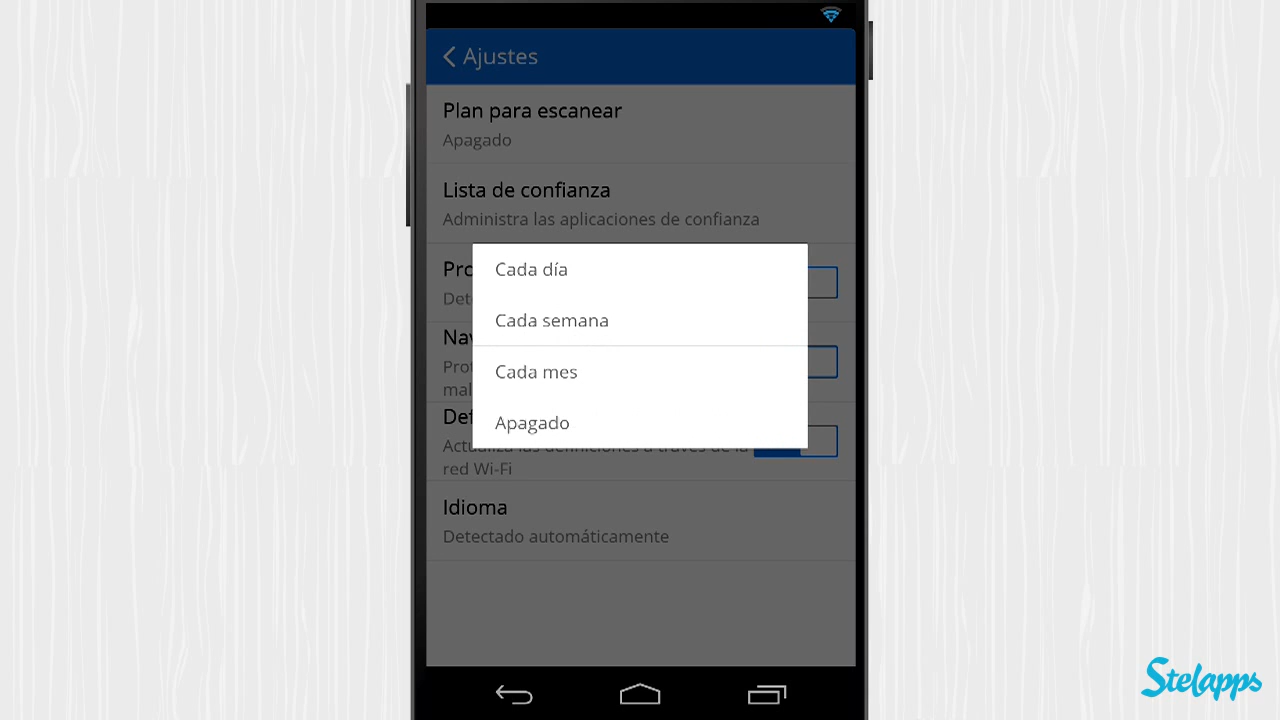 Ajustes
Plan para escanear
Apagado
Lista de confianza
Administra las aplicaciones de confianza
Cada día
Cada semana
Cada mes
Apagado
red Wi-Fi
Idioma
Detectado automáticamente
Stelapps